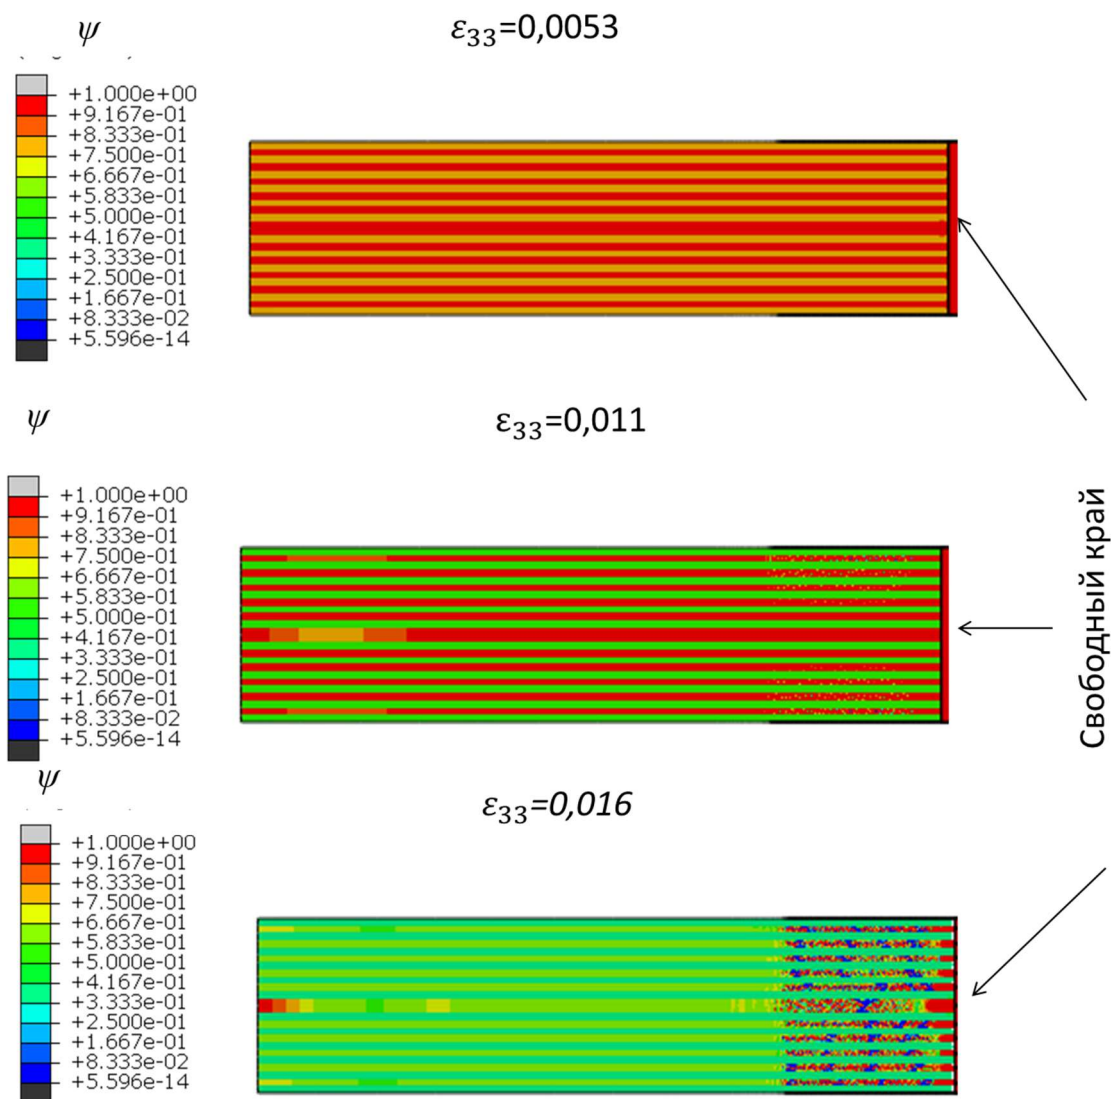 ψ
ε₃₃=0,0053
+1.000e+00
+9.167e-01
+8.333e-01
+7.500e-01
+6.667e-01
+5.833e-01
+5.000e-01
+4.167e-01
+3.333e-01
+2.500e-01
+1.667e-01
+8.333e-02
+5.596e-14
ψ
ε₃₃=0,011
+1.000e+00
+9.167e-01
+8.333e-01
+7.500e-01
+6.667e-01
+5.833e-01
+5.000e-01
+4.167e-01
+3.333e-01
+2.500e-01
+1.667e-01
+8.333e-02
+5.596e-14
Свободный край
ψ
ε₃₃=0,016
+1.000e+00
+9.167e-01
+8.333e-01
+7.500e-01
+6.667e-01
+5.833e-01
+5.000e-01
+4.167e-01
+3.333e-01
+2.500e-01
+1.667e-01
+8.333e-02
+5.596e-14